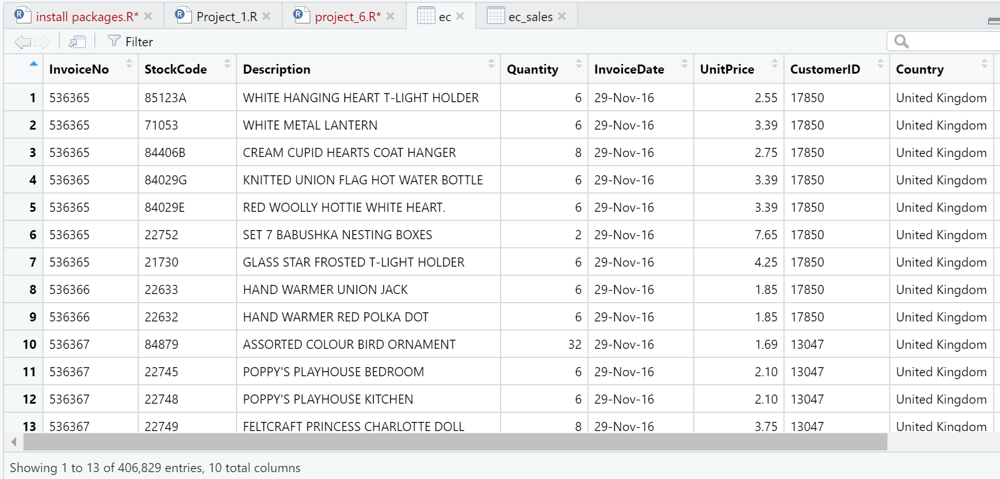 install packages.R* Project_1.R project_6.R* ec ec_sales
Filter
InvoiceNo StockCode Description Quantity InvoiceDate UnitPrice CustomerID Country
1 536365 85123A WHITE HANGING HEART T-LIGHT HOLDER 6 29-Nov-16 2.55 17850 United Kingdom
2 536365 71053 WHITE METAL LANTERN 6 29-Nov-16 3.39 17850 United Kingdom
3 536365 84406B CREAM CUPID HEARTS COAT HANGER 8 29-Nov-16 2.75 17850 United Kingdom
4 536365 84029G KNITTED UNION FLAG HOT WATER BOTTLE 6 29-Nov-16 3.39 17850 United Kingdom
5 536365 84029E RED WOOLLY HOTTIE WHITE HEART. 6 29-Nov-16 3.39 17850 United Kingdom
6 536365 22752 SET 7 BABUSHKA NESTING BOXES 2 29-Nov-16 7.65 17850 United Kingdom
7 536365 21730 GLASS STAR FROSTED T-LIGHT HOLDER 6 29-Nov-16 4.25 17850 United Kingdom
8 536366 22633 HAND WARMER UNION JACK 6 29-Nov-16 1.85 17850 United Kingdom
9 536366 22632 HAND WARMER RED POLKA DOT 6 29-Nov-16 1.85 17850 United Kingdom
10 536367 84879 ASSORTED COLOUR BIRD ORNAMENT 32 29-Nov-16 1.69 13047 United Kingdom
11 536367 22745 POPPY'S PLAYHOUSE BEDROOM 6 29-Nov-16 2.10 13047 United Kingdom
12 536367 22748 POPPY'S PLAYHOUSE KITCHEN 6 29-Nov-16 2.10 13047 United Kingdom
13 536367 22749 FELTCRAFT PRINCESS CHARLOTTE DOLL 8 29-Nov-16 3.75 13047 United Kingdom
Showing 1 to 13 of 406,829 entries, 10 total columns